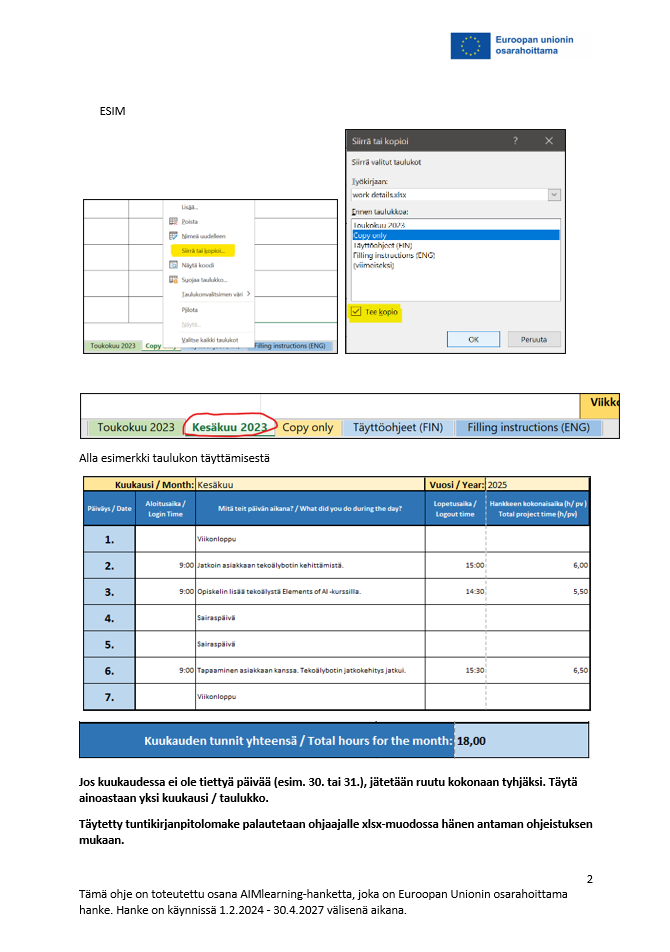 Euroopan unionin
osarahoittama
ESIM
Lisää...
Poista
Nimeä uudelleen
Siirrä tai kopioi...
Näytä koodi
Suojaa taulukko...
Taulukonvalitsimen väri
Piilota
Näytä...
Valitse kaikki taulukot
Toukokuu 2023
Filling instructions (ENG)
Siirrä tai kopioi ? ×
Siirrä valitut taulukot
Työkirjaan:
work details.xlsx
Ennen taulukkoa:
Toukokuu 2023
Copy only
Täyttöohjeet (FIN)
Filling instructions (ENG)
(viimeiseksi)
Tee kopio
OK Peruuta
Toukokuu 2023 Kesäkuu 2023 Copy only Täyttöohjeet (FIN) Filling instructions (ENG)
Alla esimerkki taulukon täyttämisestä
Kuukausi / Month: Kesäkuu Vuosi / Year: 2025
Päiväys / Date Aloitusaika / Login Time Mitä teit päivän aikana? / What did you do during the day? Lopetusaika / Logout time Hankkeen kokonaisaika (h/ pv) Total project time (h/pv)
1. Viikonloppu
2. 9:00 Jatkoin asiakkaan tekoälybotin kehittämistä. 15:00 6,00
3. 9:00 Opiskelin lisää tekoälystä Elements of AI -kurssilla. 14:30 5,50
4. Sairaspäivä
5. Sairaspäivä
6. 9:00 Tapaaminen asiakkaan kanssa. Tekoälybotin jatkokehitys jatkui. 15:30 6,50
7. Viikonloppu
Kuukauden tunnit yhteensä / Total hours for the month: 18,00
Jos kuukaudessa ei ole tiettyä päivää (esim. 30. tai 31.), jätetään ruutu kokonaan tyhjäksi. Täytä
ainoastaan yksi kuukausi / taulukko.
Täytetty tuntikirjanpitolomake palautetaan ohjaajalle xlsx-muodossa hänen antaman ohjeistuksen
mukaan.
2
Tämä ohje on toteutettu osana AIMlearning-hanketta, joka on Euroopan Unionin osarahoittama
hanke. Hanke on käynnissä 1.2.2024 - 30.4.2027 välisenä aikana.